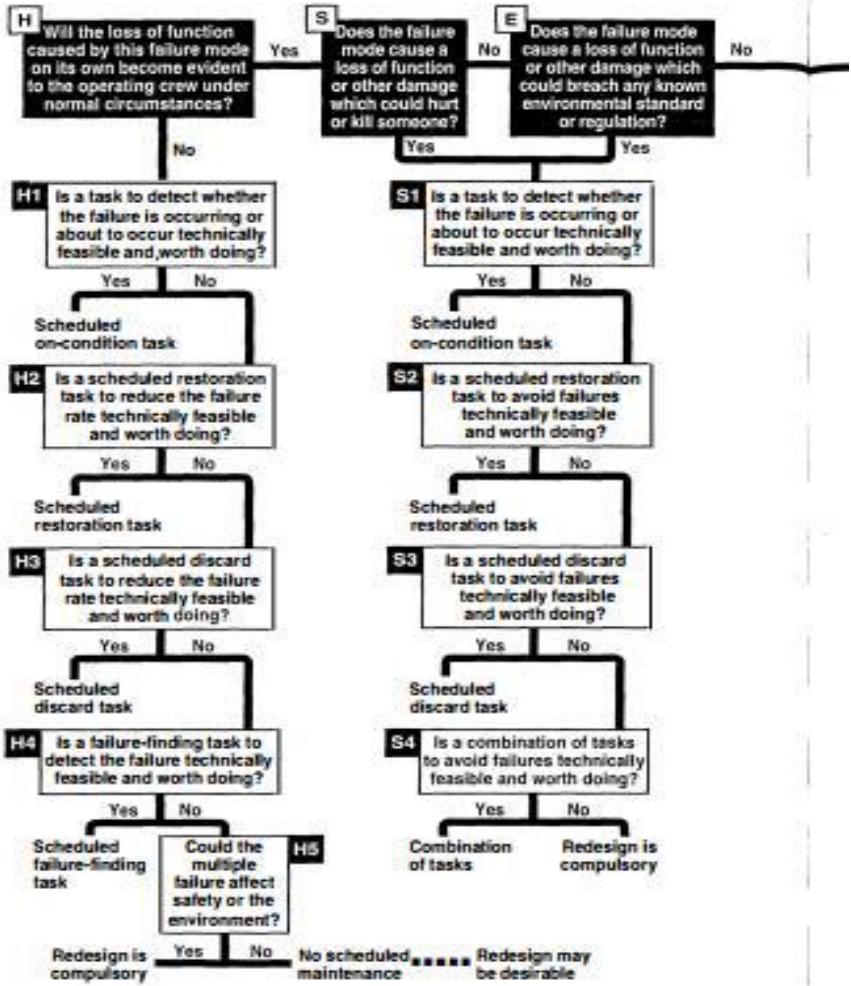 H
Will the loss of function
caused by this failure mode
on its own become evident
to the operating crew under
normal circumstances?
Yes
S
Does the failure
mode cause a
loss of function
or other damage
which could hurt
or kill someone?
No
E
Does the failure mode
cause a loss of function
or other damage which
could breach any known
environmental standard
or regulation?
No
No
Yes
Yes
H1
Is a task to detect whether
the failure is occurring or
about to occur technically
feasible and worth doing?
Yes
No
Scheduled
on-condition task
H2
Is a scheduled restoration
task to reduce the failure
rate technically feasible
and worth doing?
Yes
No
Scheduled
restoration task
H3
Is a scheduled discard
task to reduce the failure
rate technically feasible
and worth doing?
Yes
No
Scheduled
discard task
H4
Is a failure-finding task to
detect the failure technically
feasible and worth doing?
Yes
No
Scheduled
failure-finding
task
Could the
multiple
failure affect
safety or the
environment?
H5
Redesign is
compulsory
Yes
No
No scheduled
maintenance
Redesign may
be desirable
S1
Is a task to detect whether
the failure is occurring or
about to occur technically
feasible and worth doing?
Yes
No
Scheduled
on-condition task
S2
Is a scheduled restoration
task to avoid failures
technically feasible
and worth doing?
Yes
No
Scheduled
restoration task
S3
Is a scheduled discard
task to avoid failures
technically feasible
and worth doing?
Yes
No
Scheduled
discard task
S4
Is a combination of tasks
to avoid failures technically
feasible and worth doing?
Yes
No
Combination
of tasks
Redesign is
compulsory